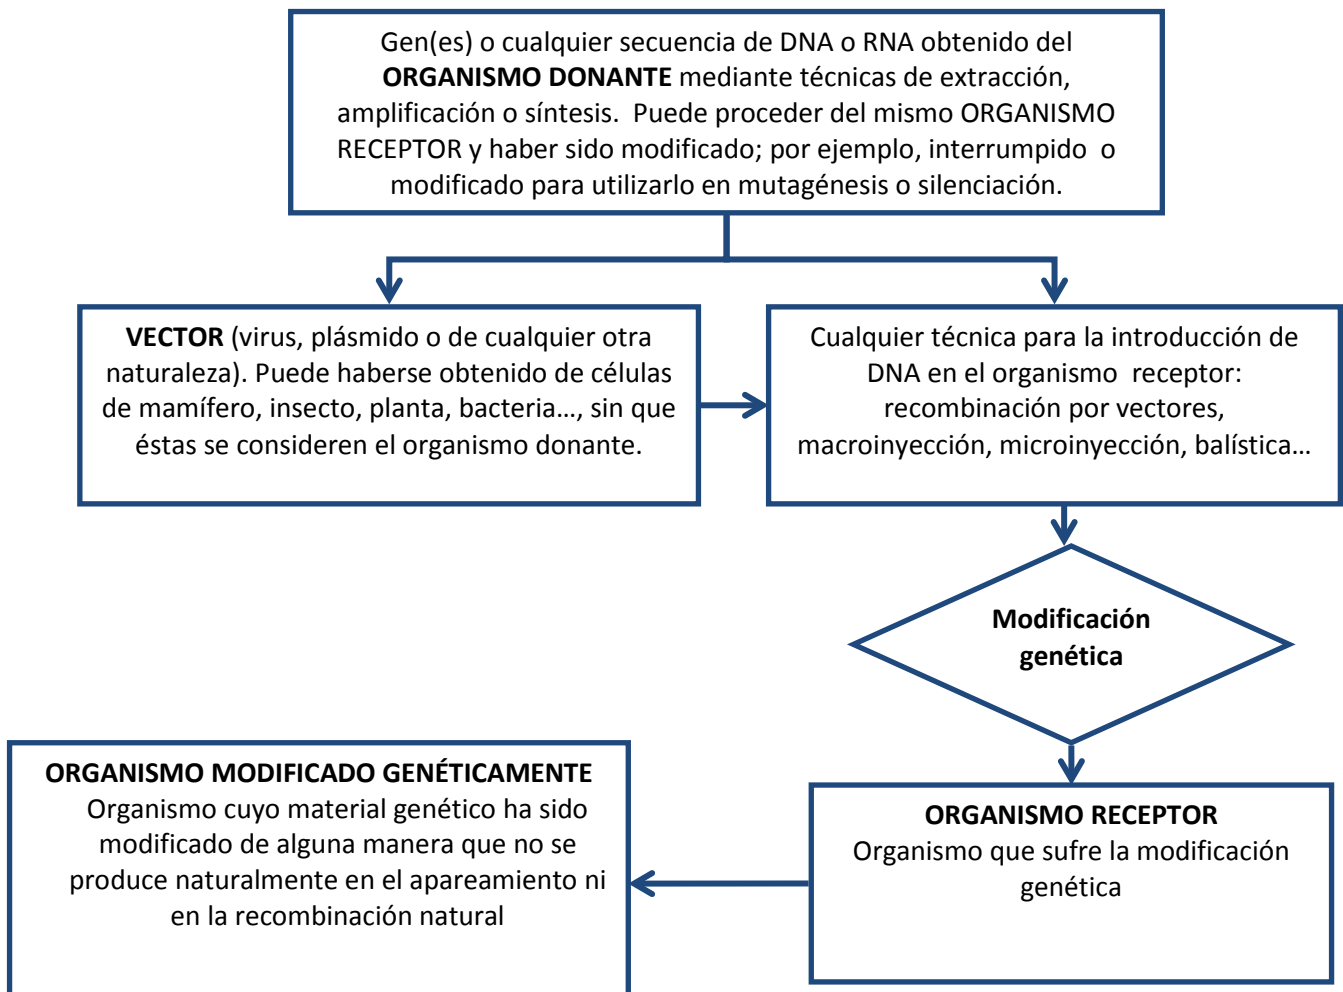 Gen(es) o cualquier secuencia de DNA o RNA obtenido del
ORGANISMO DONANTE mediante técnicas de extracción,
amplificación o síntesis. Puede proceder del mismo ORGANISMO
RECEPTOR y haber sido modificado; por ejemplo, interrumpido o
modificado para utilizarlo en mutagénesis o silenciación.
VECTOR (virus, plásmido o de cualquier otra
naturaleza). Puede haberse obtenido de células
de mamífero, insecto, planta, bacteria…, sin que
éstas se consideren el organismo donante.
Cualquier técnica para la introducción de
DNA en el organismo receptor:
recombinación por vectores,
macroinyección, microinyección, balística…
Modificación
genética
ORGANISMO RECEPTOR
Organismo que sufre la modificación
genética
ORGANISMO MODIFICADO GENÉTICAMENTE
Organismo cuyo material genético ha sido
modificado de alguna manera que no se
produce naturalmente en el apareamiento ni
en la recombinación natural